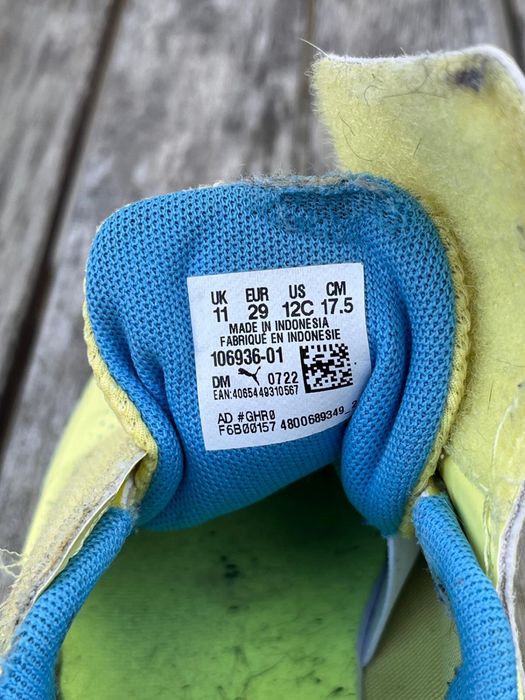 UK EUR US CM
11 29 12C 17.5
MADE IN INDONESIA
FABRIQUÉ EN INDONESIE
106936-01
DM 0722
EAN:4065449310567
AD #GHR0
F6B00157 4800689349_2